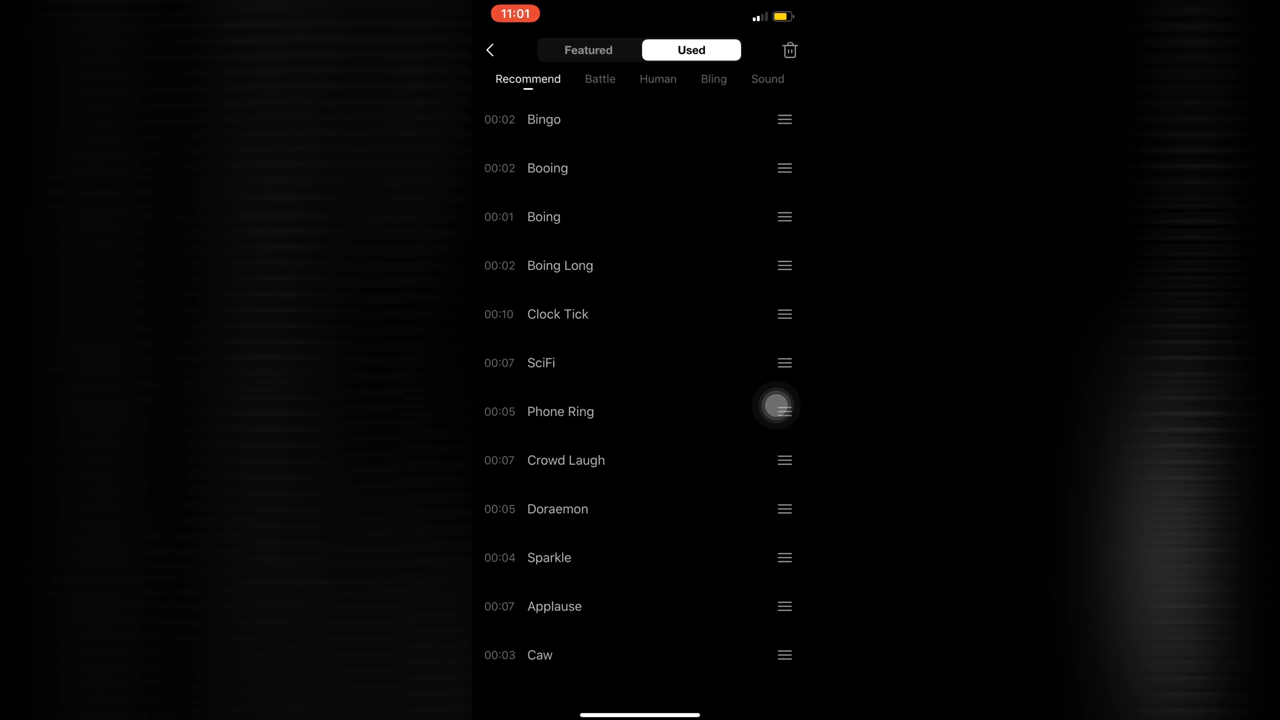 11:01
Featured Used
Recommend Battle Human Bling Sound
00:02 Bingo
00:02 Booing
00:01 Boing
00:02 Boing Long
00:10 Clock Tick
00:07 SciFi
00:05 Phone Ring
00:07 Crowd Laugh
00:05 Doraemon
00:04 Sparkle
00:07 Applause
00:03 Caw